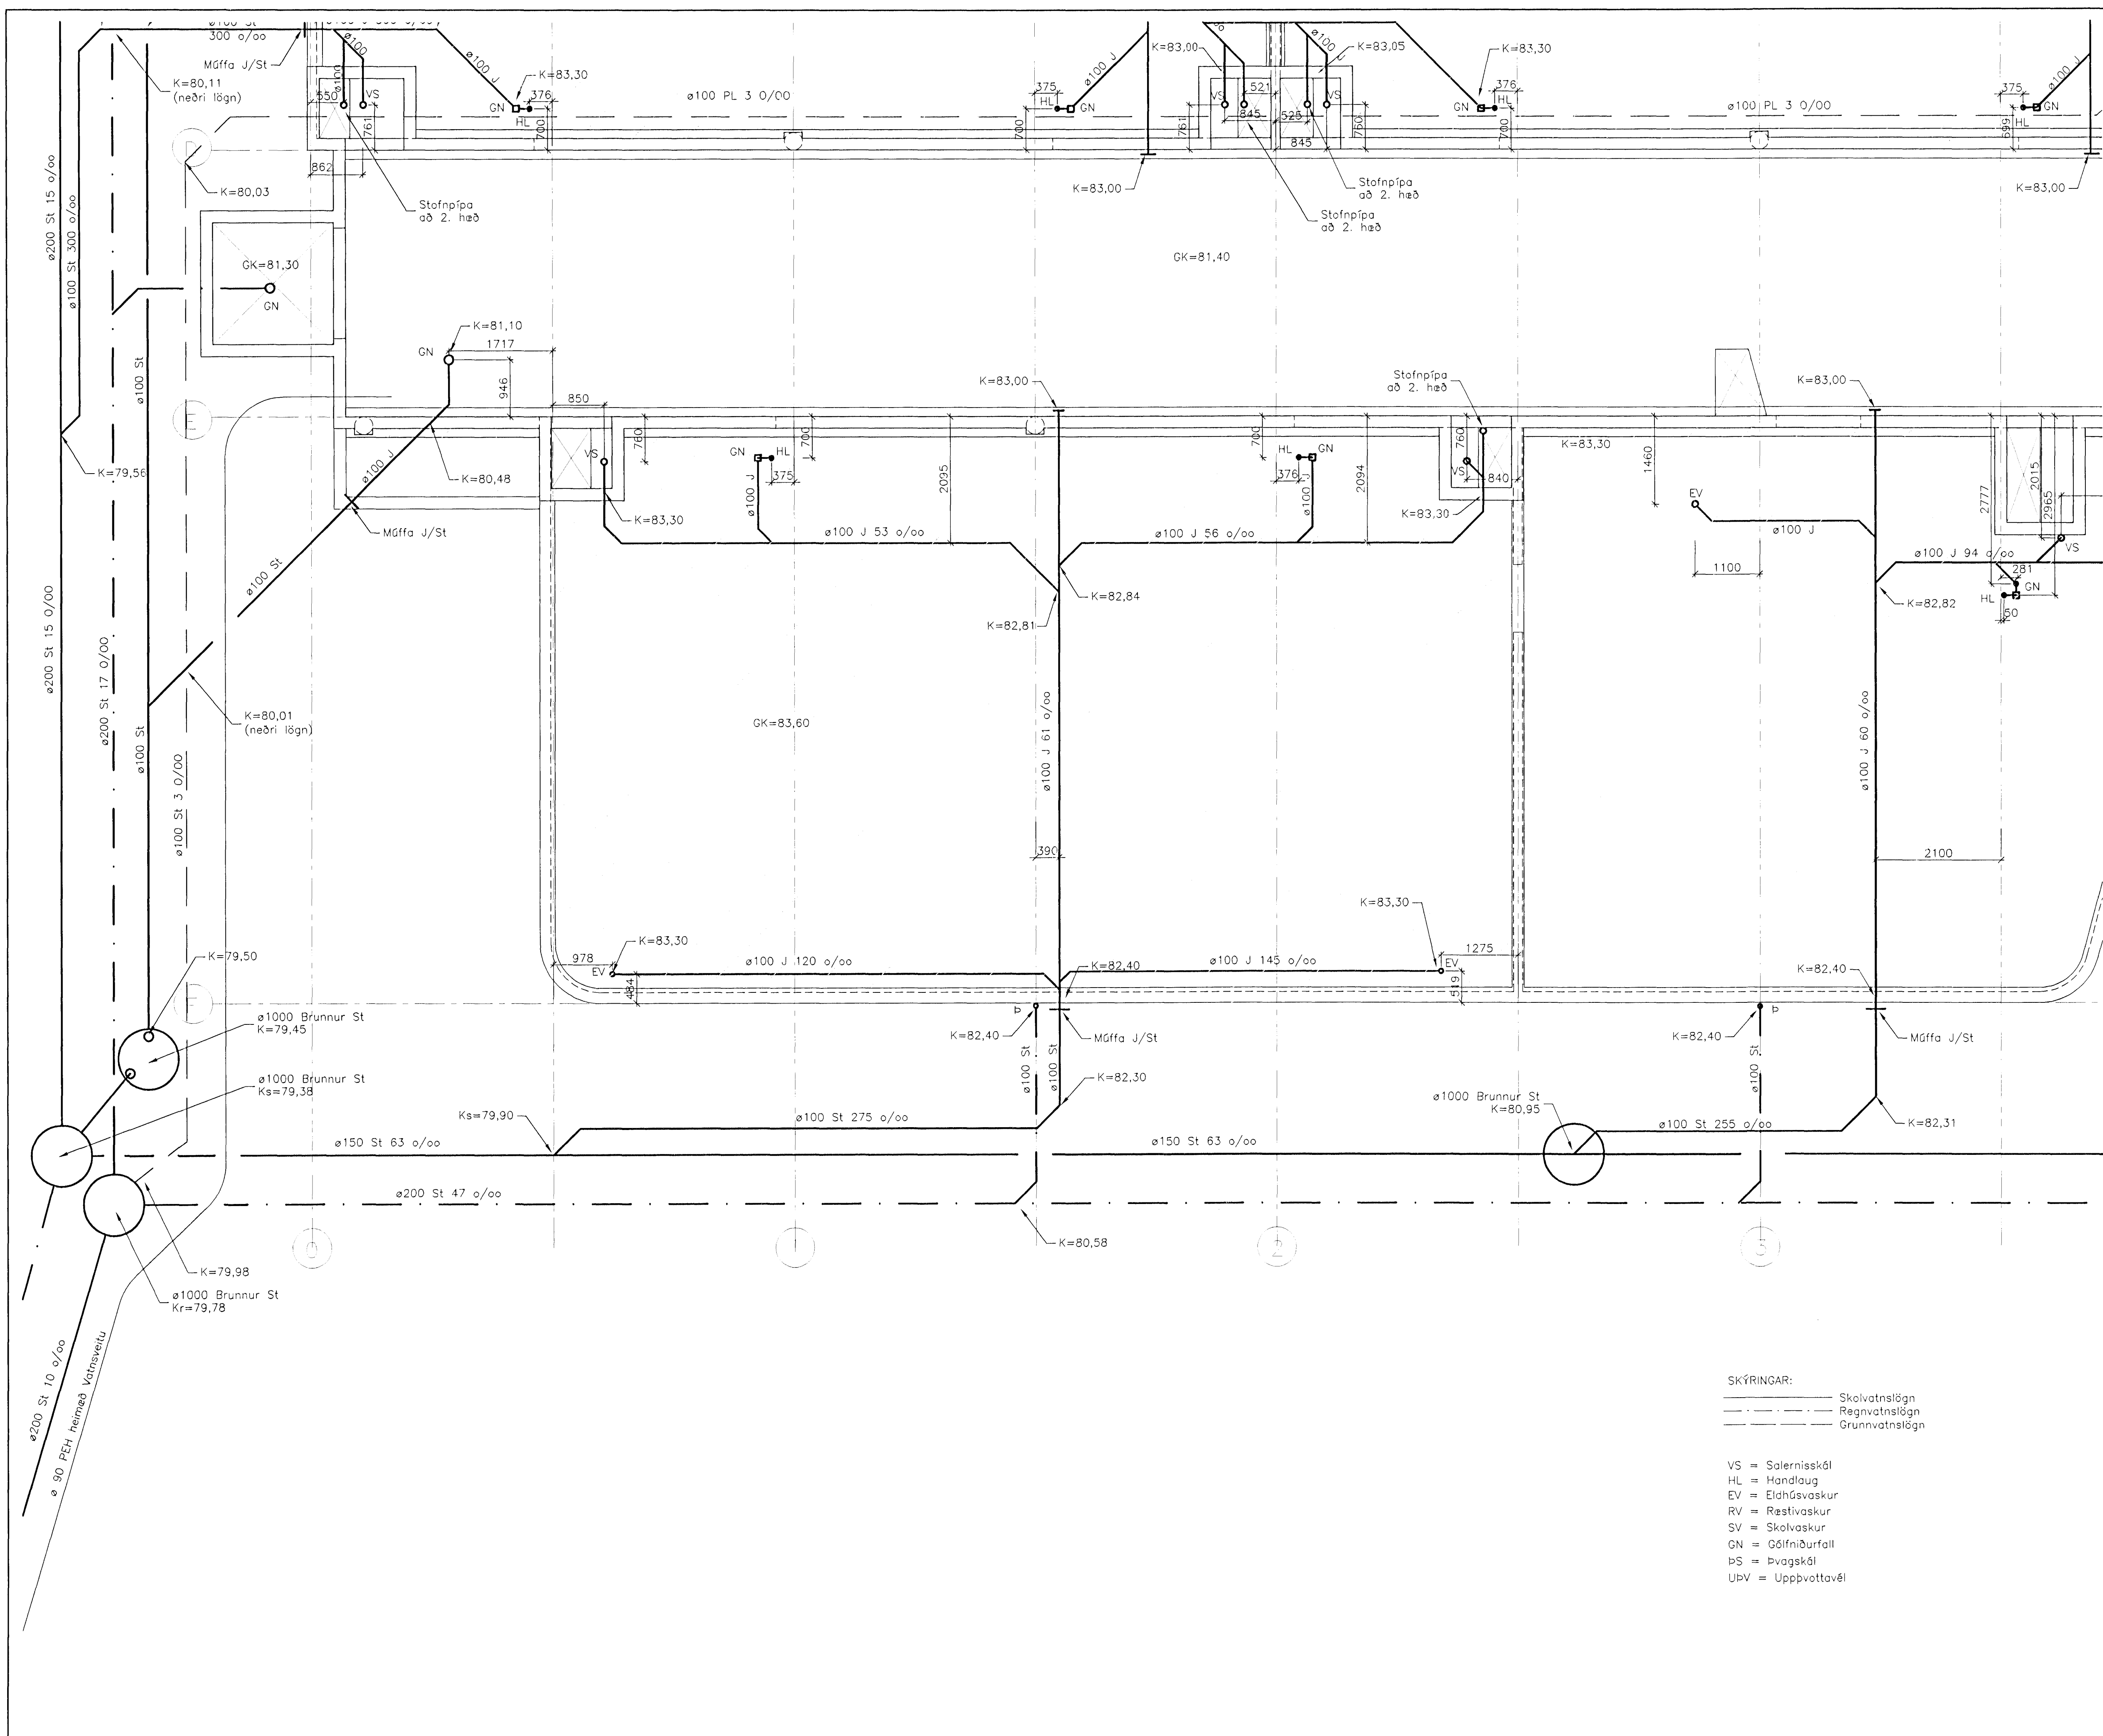 ø100 St
300 o/oo
Múffa J/St
K=80,11
(neðri lögn)
ø100
ø100
VS
550
761
862
ø100 J
K=83,30
GN
HL
376
700
ø100 PL 3 O/OO
375
HL
GN
700
ø100 J
K=83,00
K=83,00
VS
521
845
525
761
ø100 J
K=83,05
VS
760
845
K=83,30
GN
HL
376
700
ø100 PL 3 O/OO
375
GN
HL
699
ø100 J
K=83,00
D
K=80,03
Stofnpípa
að 2. hæð
Stofnpípa
að 2. hæð
Stofnpípa
að 2. hæð
ø200 St 15 o/oo
ø100 St 300 o/oo
GK=81,30
GN
GK=81,40
ø100 St
GN
K=81,10
1717
946
850
E
K=79,56
ø100 J
K=80,48
Múffa J/St
ø100 St
VS
760
K=83,30
GN
HL
375
700
ø100 J
2095
ø100 J 53 o/oo
K=83,00
ø100 J 56 o/oo
K=82,84
K=82,81
700
HL
GN
376
ø100 J
2094
Stofnpípa
að 2. hæð
760
VS
840
K=83,30
K=83,30
1460
EV
ø100 J
1100
K=83,00
ø100 J 94 o/oo
K=82,82
2777
2015
2965
VS
281
GN
HL
50
ø200 St 15 O/OO
ø200 St 17 O/OO
ø100 St
ø100 St 3 O/OO
K=80,01
(neðri lögn)
GK=83,60
ø100 J 61 o/oo
ø100 J 60 o/oo
390
2100
K=79,50
F
ø1000 Brunnur St
K=79,45
ø1000 Brunnur St
Ks=79,38
978
EV
K=83,30
484
ø100 J 120 o/oo
K=82,40
ø100 J 145 o/oo
K=83,30
1275
EV
519
K=82,40
Þ
K=82,40
Múffa J/St
ø100 St
ø100 St
K=82,30
Þ
K=82,40
Múffa J/St
ø100 St
Ks=79,90
ø100 St 275 o/oo
ø1000 Brunnur St
K=80,95
ø100 St 255 o/oo
K=82,31
ø150 St 63 o/oo
ø150 St 63 o/oo
ø200 St 47 o/oo
K=80,58
0
1
2
3
K=79,98
ø1000 Brunnur St
Kr=79,78
ø200 St 10 o/oo
ø 90 PEH heimæð Vatnsveitu
SKÝRINGAR:
Skolvatnslögn
Regnvatnslögn
Grunnvatnslögn
VS = Salernisskál
HL = Handlaug
EV = Eldhúsvaskur
RV = Ræstivaskur
SV = Skolvaskur
GN = Gólfniðurfall
ÞS = Þvagskál
UÞV = Uppþvottavél